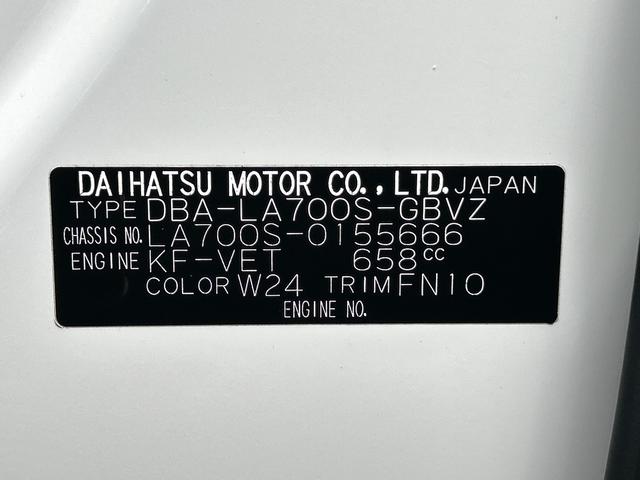 DAIHATSU MOTOR CO., LTD. JAPAN
TYPE DBA-LA700S-GBVZ
CHASSIS NO. LA700S-0155666
ENGINE KF-VET 658cc
COLOR W24 TRIM FN10
ENGINE NO.